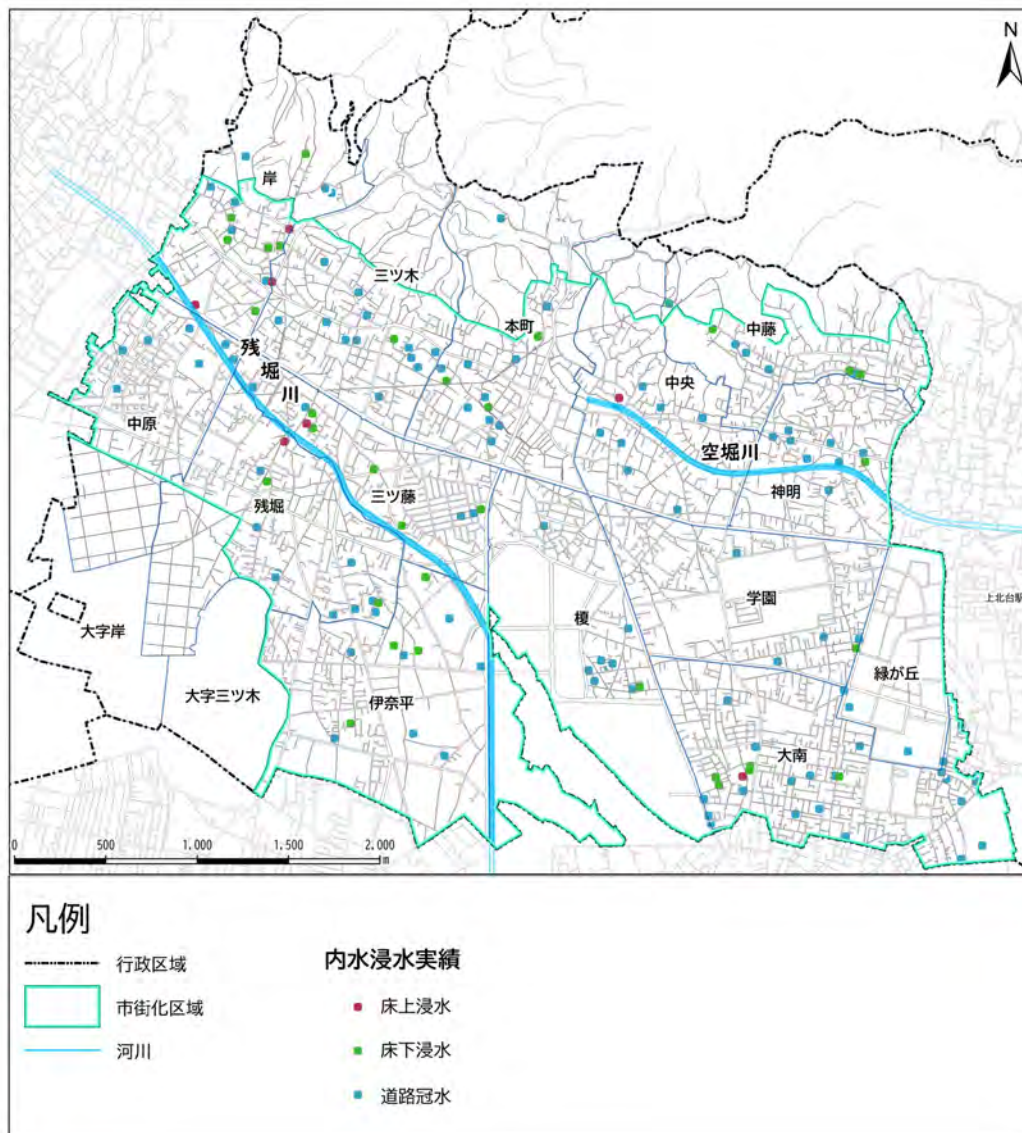 N
岸
三ツ木
本町
中藤
残堀川
中央
中原
空堀川
三ツ藤
残堀
神明
学園
上北台駅
榎
大字岸
緑が丘
大字三ツ木
伊奈平
大南
0 500 1,000 1,500 2,000
m
凡例
行政区域
市街化区域
河川
内水浸水実績
床上浸水
床下浸水
道路冠水